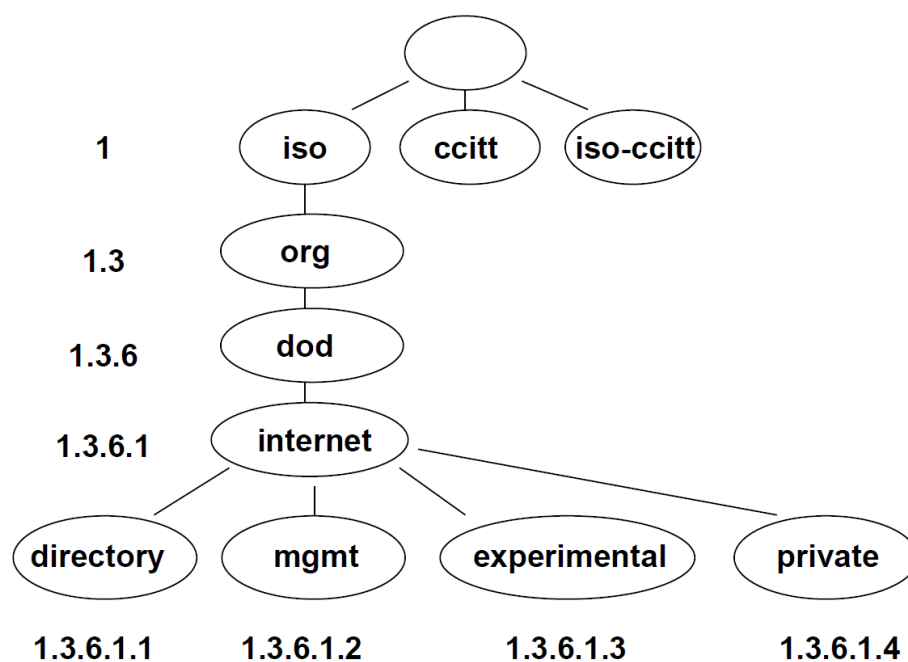 1 iso ccitt iso-ccitt
1.3 org
1.3.6 dod
1.3.6.1 internet
directory mgmt experimental private
1.3.6.1.1 1.3.6.1.2 1.3.6.1.3 1.3.6.1.4